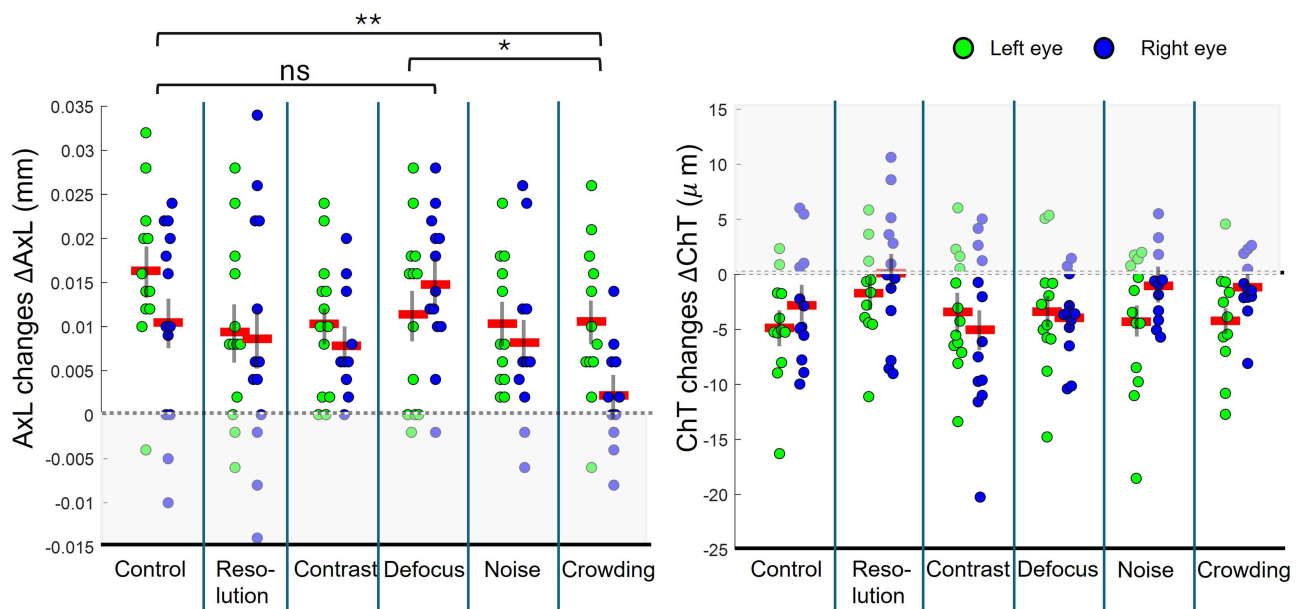 **
*
ns
Left eye
Right eye
AxL changes ΔAxL (mm)
0.035
0.03
0.025
0.02
0.015
0.01
0.005
0
-0.005
-0.01
-0.015
Control
Reso-
lution
Contrast
Defocus
Noise
Crowding
ChT changes ΔChT (μ m)
15
10
5
0
-5
-10
-15
-20
-25
Control
Reso-
lution
Contrast
Defocus
Noise
Crowding